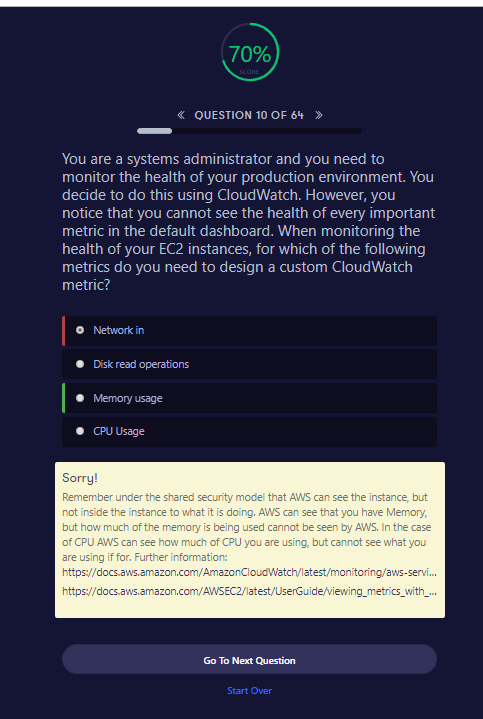 70%
SCORE
QUESTION 10 OF 64
You are a systems administrator and you need to
monitor the health of your production environment. You
decide to do this using CloudWatch. However, you
notice that you cannot see the health of every important
metric in the default dashboard. When monitoring the
health of your EC2 instances, for which of the following
metrics do you need to design a custom CloudWatch
metric?
Network in
Disk read operations
Memory usage
CPU Usage
Sorry!
Remember under the shared security model that AWS can see the instance, but
not inside the instance to what it is doing. AWS can see that you have Memory,
but how much of the memory is being used cannot be seen by AWS. In the case
of CPU AWS can see how much of CPU you are using, but cannot see what you
are using if for. Further information:
https://docs.aws.amazon.com/AmazonCloudWatch/latest/monitoring/aws-servi...
https://docs.aws.amazon.com/AWSEC2/latest/UserGuide/viewing_metrics_with_...
Go To Next Question
Start Over